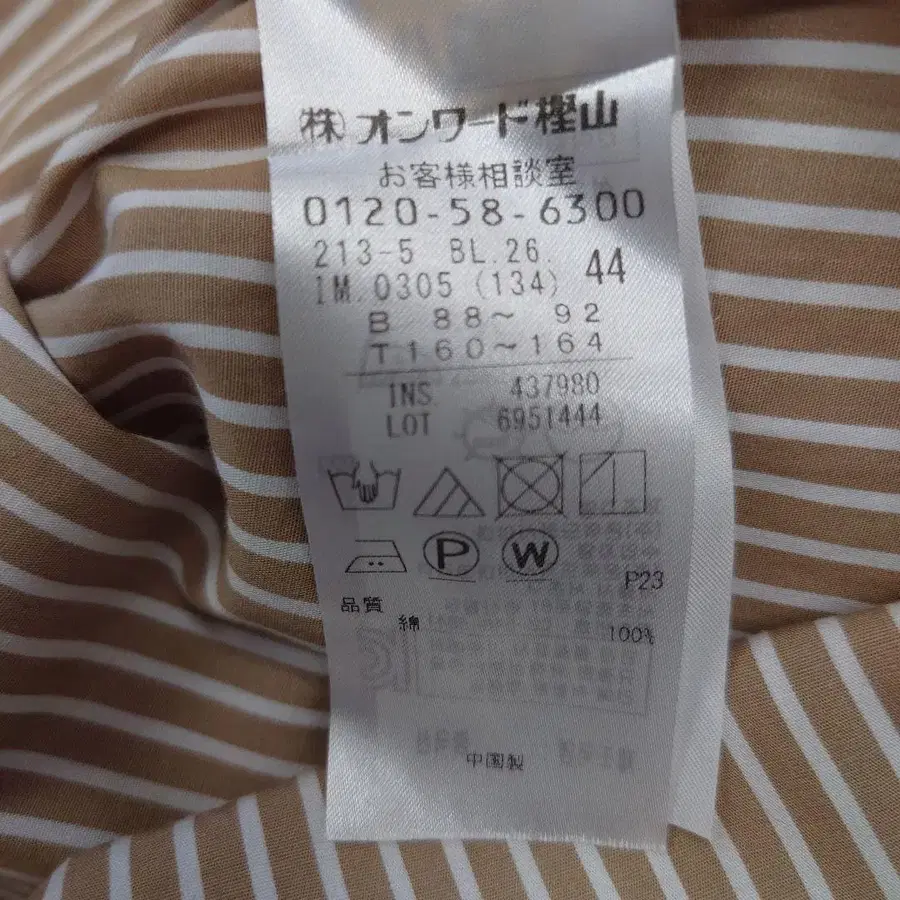 (株)オンワード樫山
お客様相談室
0120-58-6300
213-5 BL.26. 44
IM.0305 (134)
B 88〜 92
T160〜164
INS. 437980
LOT 6951444
P W
P23
品質
綿 100%
中国製